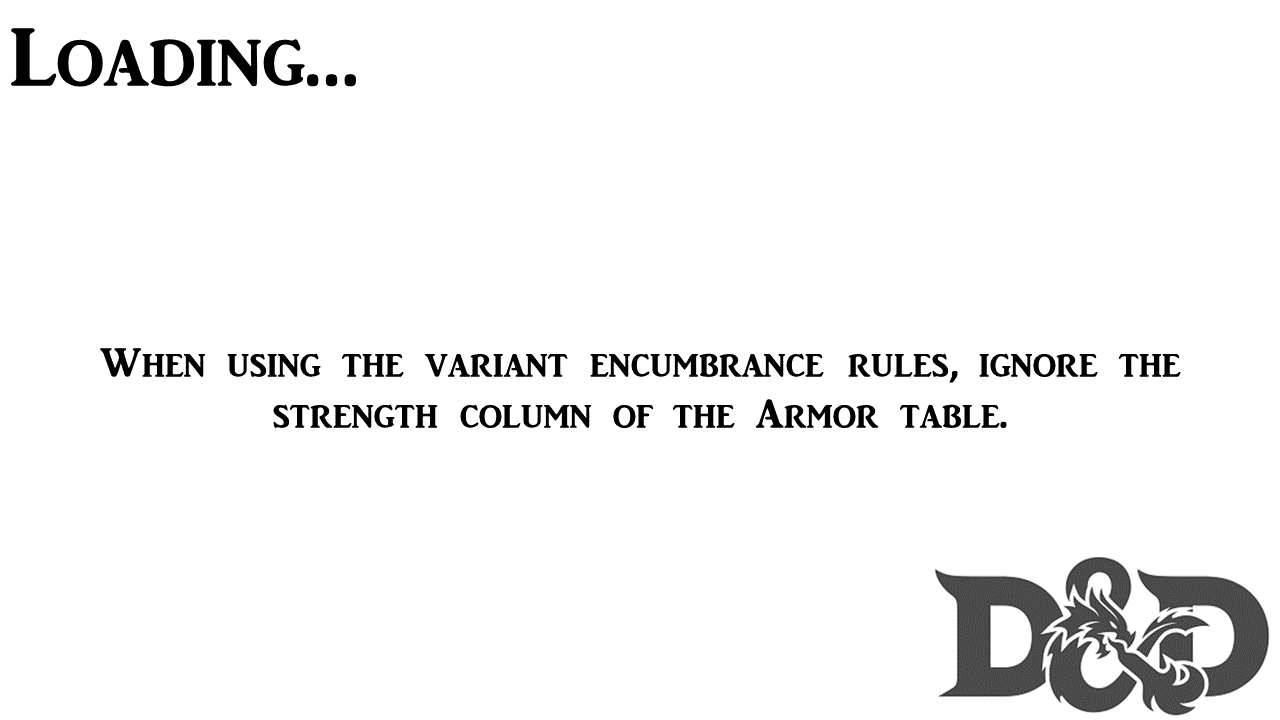 Loading...
When using the variant encumbrance rules, ignore the
strength column of the Armor table.
D&D